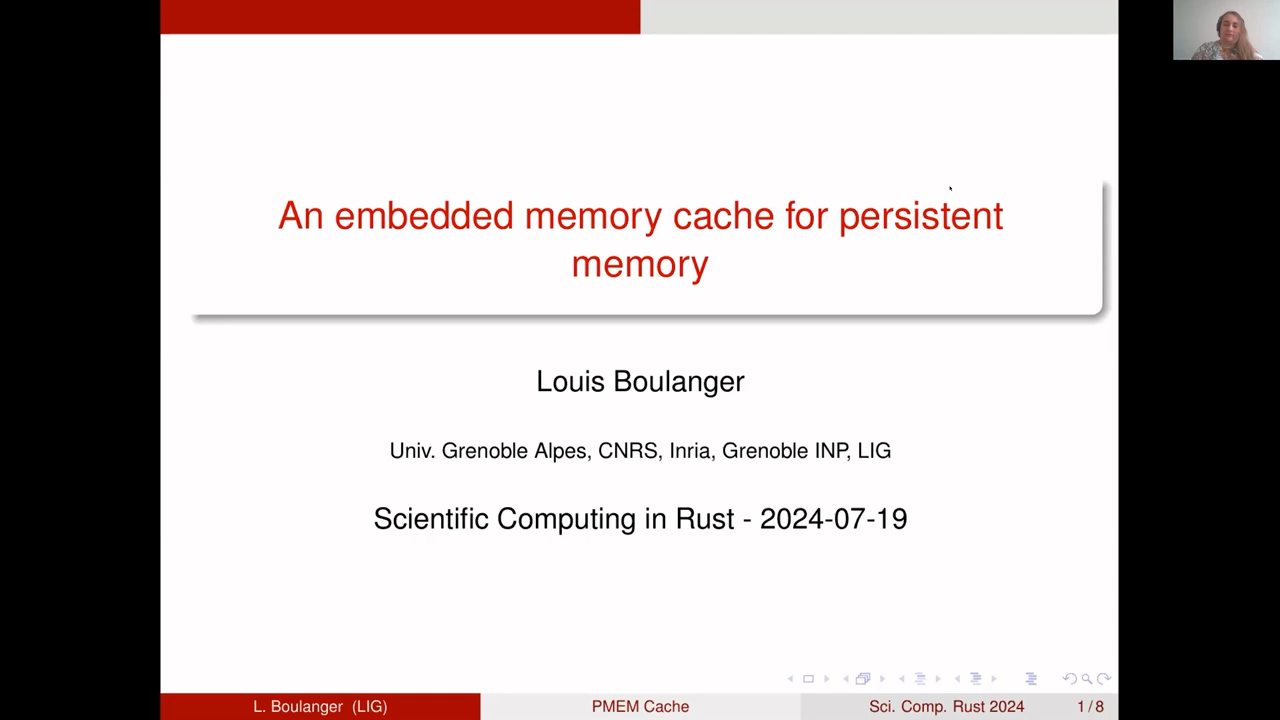 An embedded memory cache for persistent
memory
Louis Boulanger
Univ. Grenoble Alpes, CNRS, Inria, Grenoble INP, LIG
Scientific Computing in Rust - 2024-07-19
L. Boulanger (LIG)
PMEM Cache
Sci. Comp. Rust 2024
1 / 8